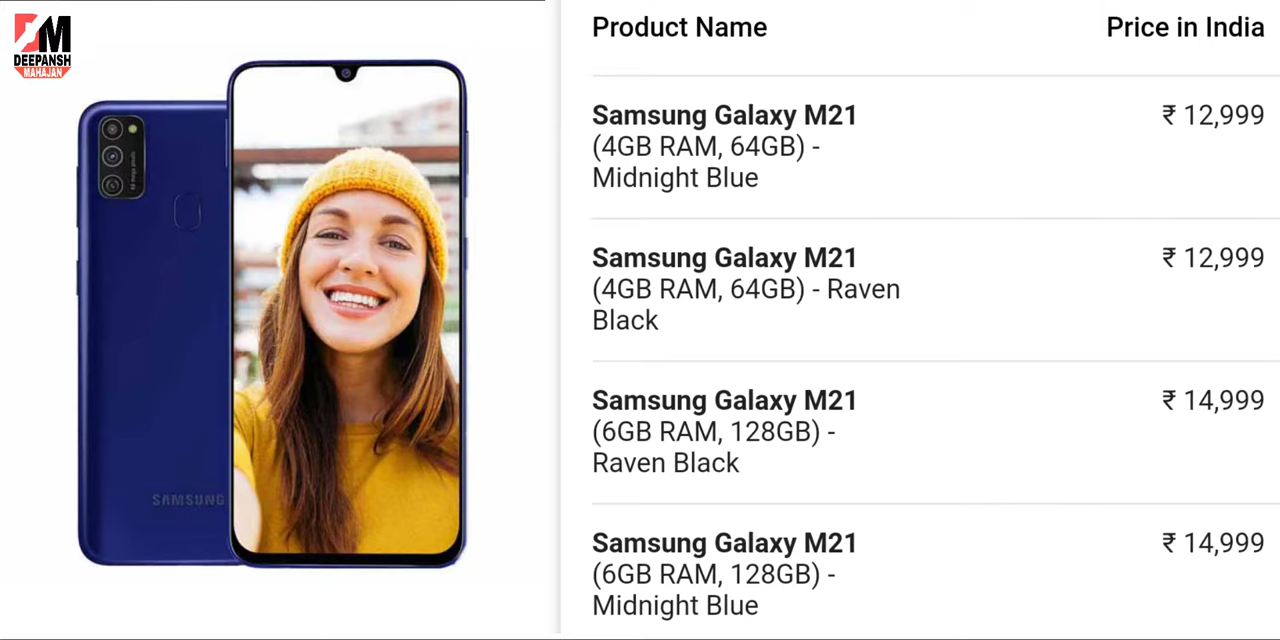 DM
DEEPANSH
MAHAJAN
SAMSUNG
Product Name
Price in India
Samsung Galaxy M21
₹ 12,999
(4GB RAM, 64GB) -
Midnight Blue
Samsung Galaxy M21
₹ 12,999
(4GB RAM, 64GB) - Raven
Black
Samsung Galaxy M21
₹ 14,999
(6GB RAM, 128GB) -
Raven Black
Samsung Galaxy M21
₹ 14,999
(6GB RAM, 128GB) -
Midnight Blue